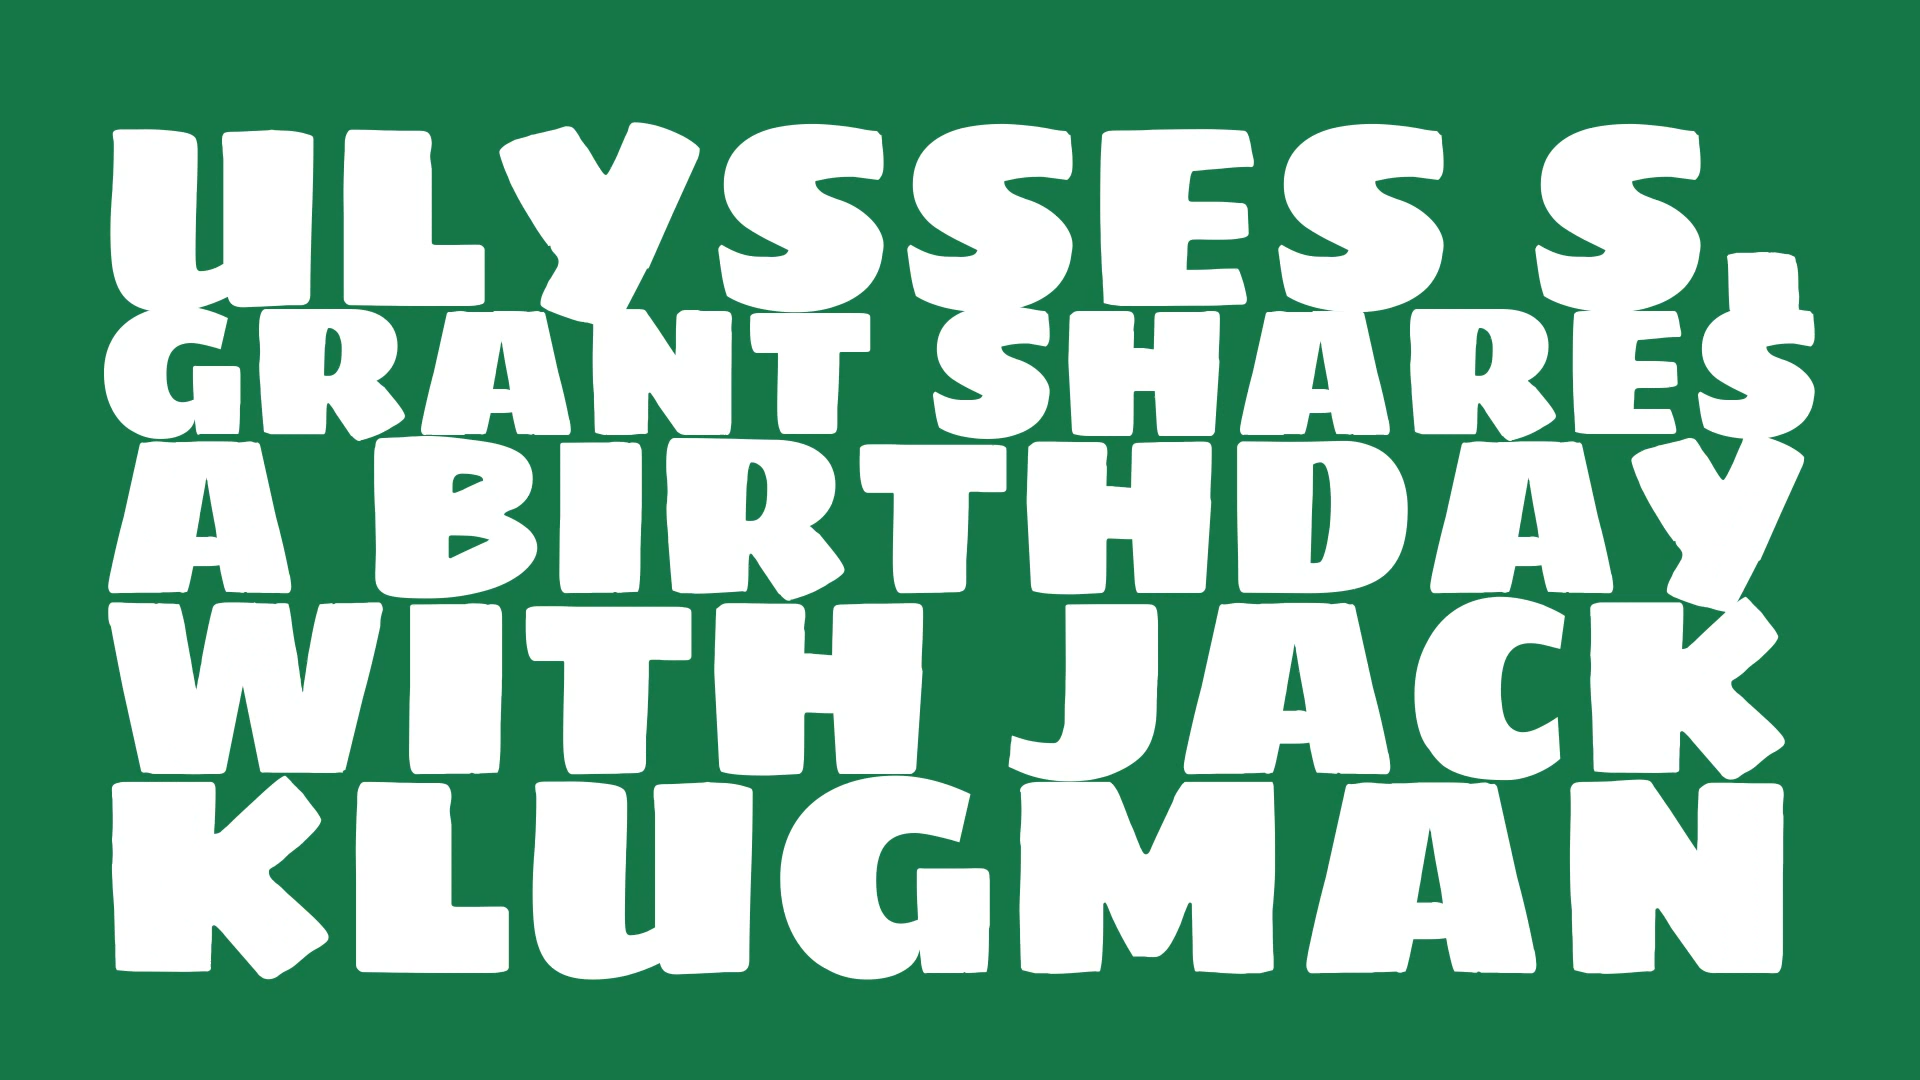 ULYSSES S.
GRANT SHARES
A BIRTHDAY
WITH JACK
KLUGMAN